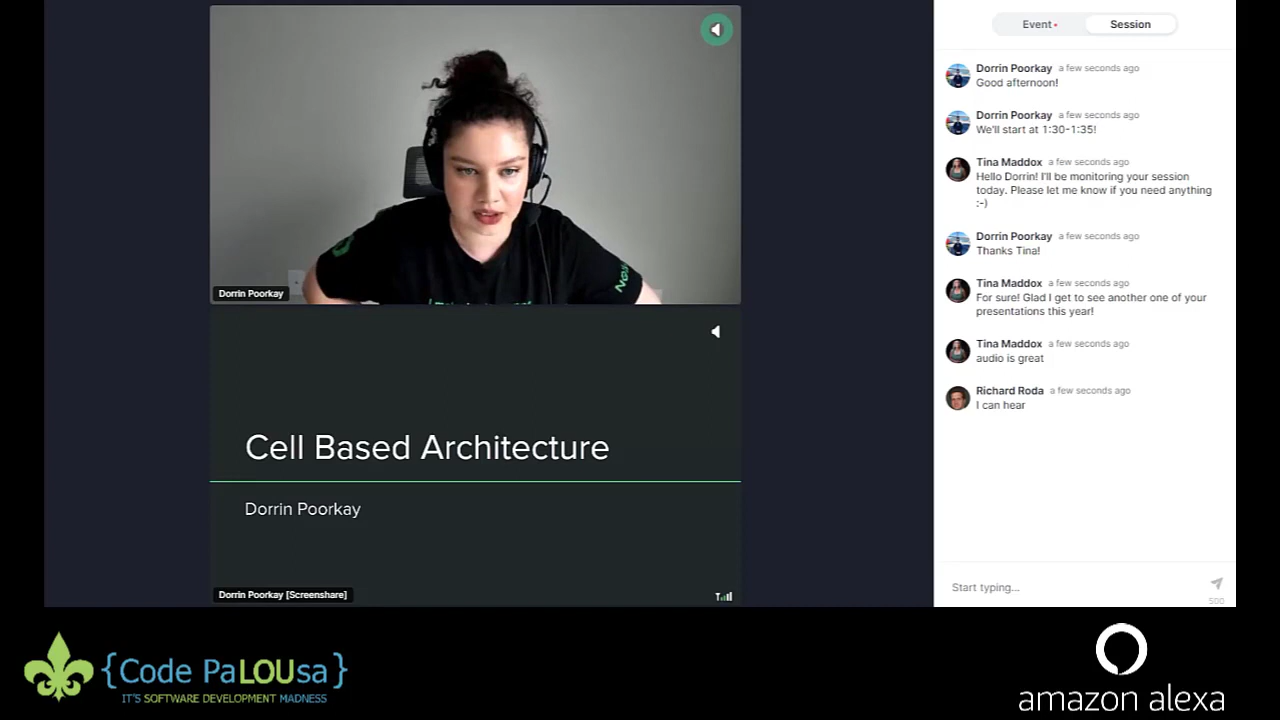 Dorrin Poorkay
Cell Based Architecture
Dorrin Poorkay
Dorrin Poorkay [Screenshare]
Event
Session
Dorrin Poorkay a few seconds ago
Good afternoon!
Dorrin Poorkay a few seconds ago
We'll start at 1:30-1:35!
Tina Maddox a few seconds ago
Hello Dorrin! I'll be monitoring your session
today. Please let me know if you need anything
:-)
Dorrin Poorkay a few seconds ago
Thanks Tina!
Tina Maddox a few seconds ago
For sure! Glad I get to see another one of your
presentations this year!
Tina Maddox a few seconds ago
audio is great
Richard Roda a few seconds ago
I can hear
Start typing...
500
{Code PaLOUsa}
IT'S SOFTWARE DEVELOPMENT MADNESS
amazon alexa